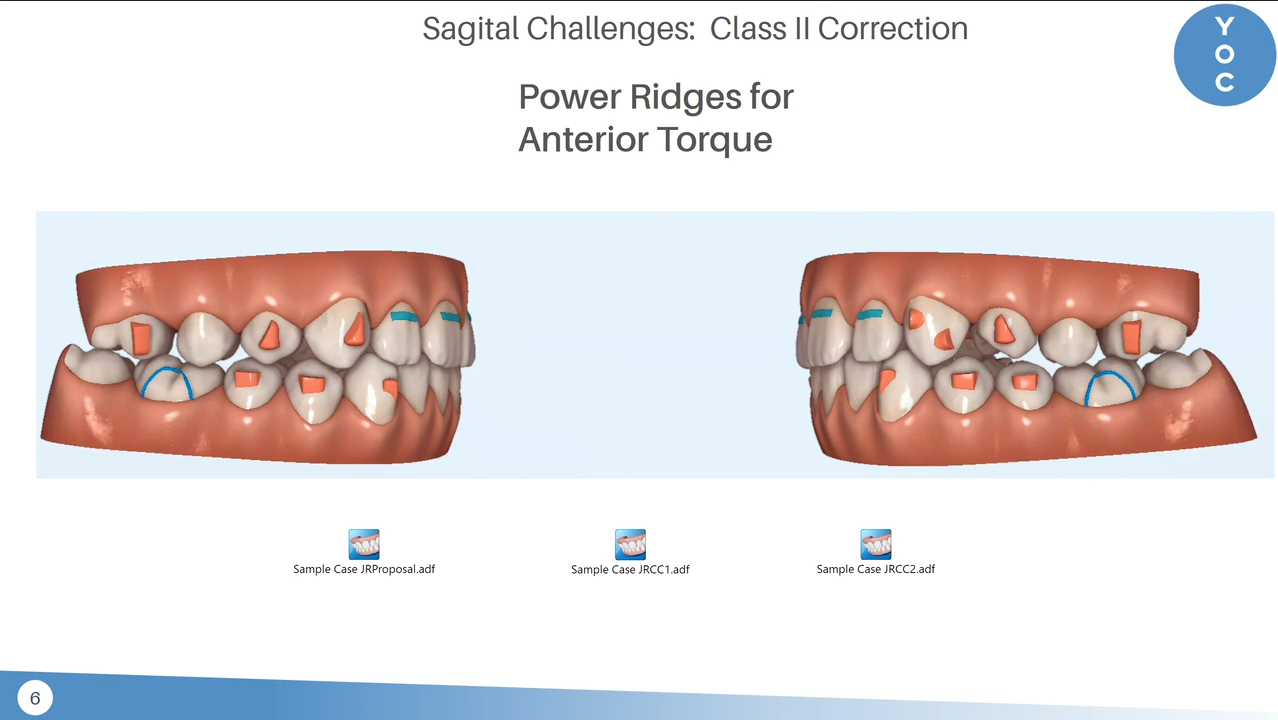 Sagital Challenges:  Class II Correction
Y
O
C
Power Ridges for
Anterior Torque
Sample Case JRProposal.adf
Sample Case JRCC1.adf
Sample Case JRCC2.adf
6